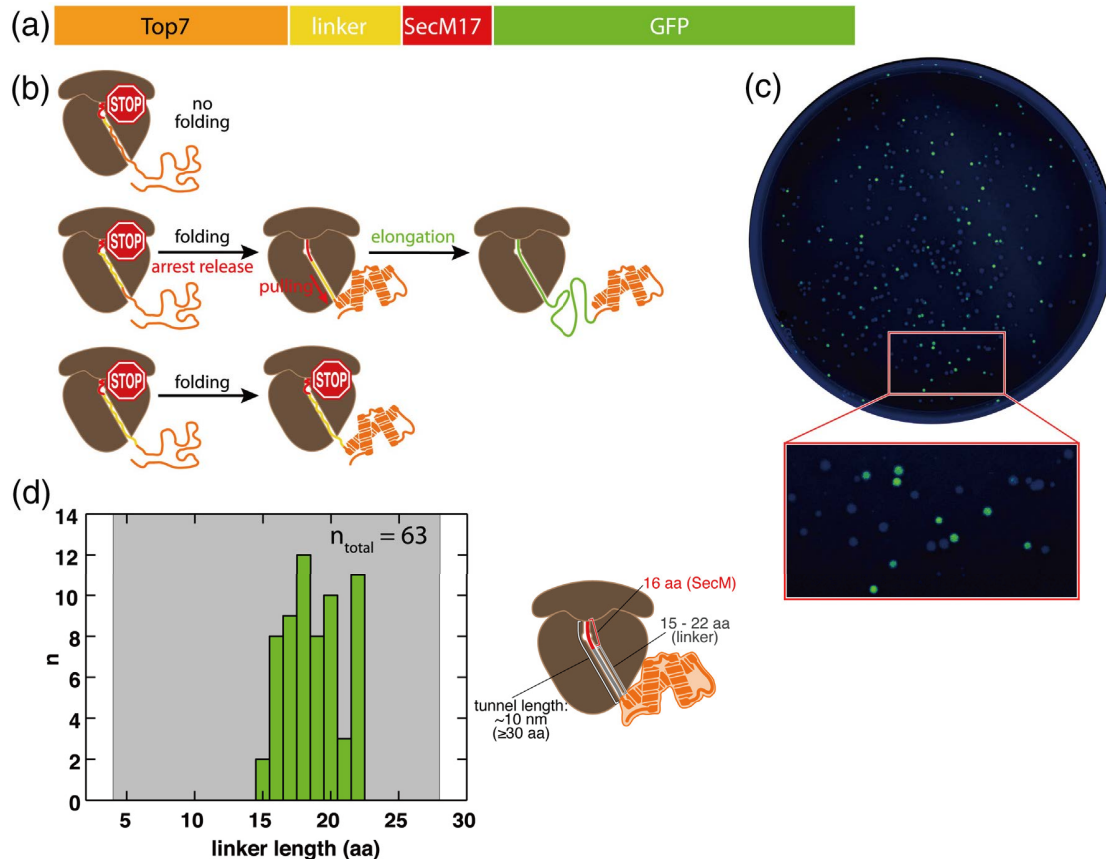 (a)
Top7
linker
SecM17
GFP
(b)
STOP
no
folding
STOP
folding
arrest release
pulling
elongation
STOP
folding
STOP
(c)
(d)
14
12
10
8
6
4
2
0
n
n_total = 63
5
10
15
20
25
30
linker length (aa)
16 aa (SecM)
15 - 22 aa
(linker)
tunnel length:
~10 nm
(≥30 aa)